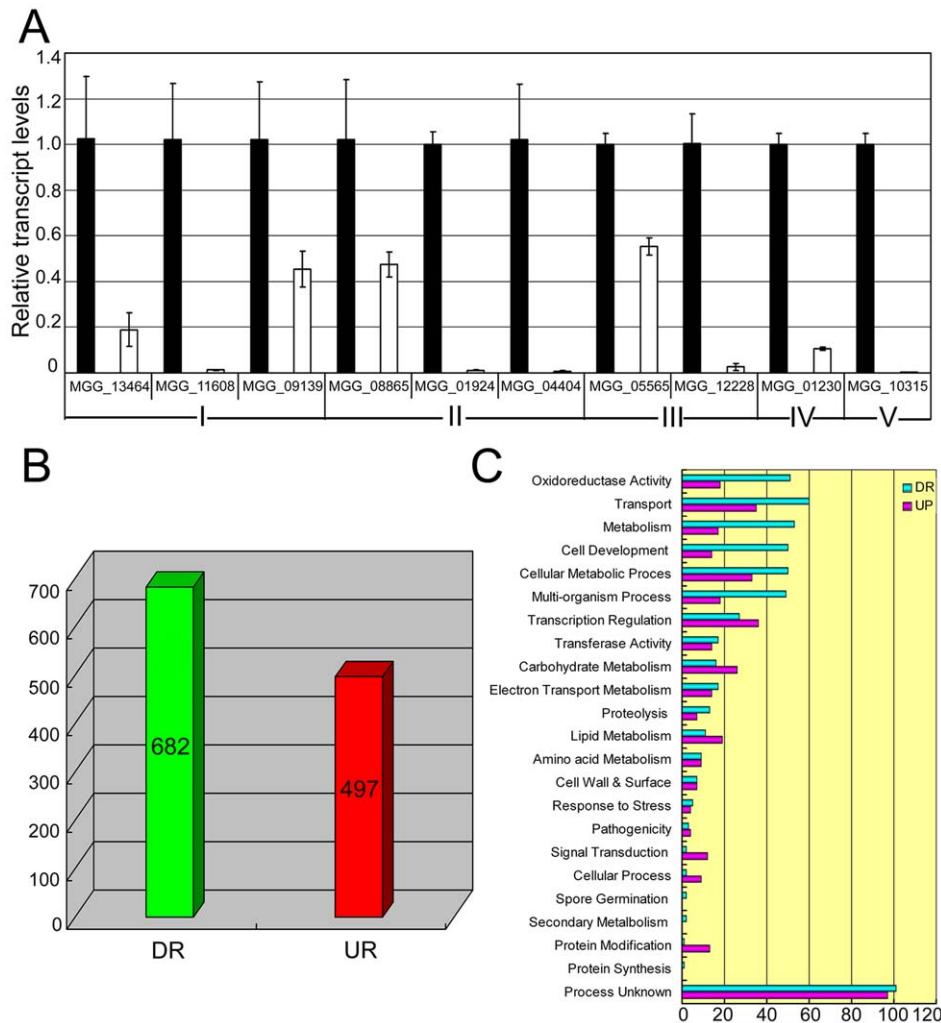 A
Relative transcript levels
1.4
1.2
1.0
0.8
0.6
0.4
0.2
0
MGG_13464 MGG_11608 MGG_09139 MGG_08865 MGG_01924 MGG_04404 MGG_05565 MGG_12228 MGG_01230 MGG_10315
I II III IV V
B
700
600
500
400
300
200
100
0
682
497
DR UR
C
DR
UP
Oxidoreductase Activity
Transport
Metabolism
Cell Development
Cellular Metabolic Proces
Multi-organism Process
Transcription Regulation
Transferase Activity
Carbohydrate Metabolism
Electron Transport Metabolism
Proteolysis
Lipid Metabolism
Amino acid Metabolism
Cell Wall & Surface
Response to Stress
Pathogenicity
Signal Transduction
Cellular Process
Spore Germination
Secondary Metalbolism
Protein Modification
Protein Synthesis
Process Unknown
0 20 40 60 80 100 120